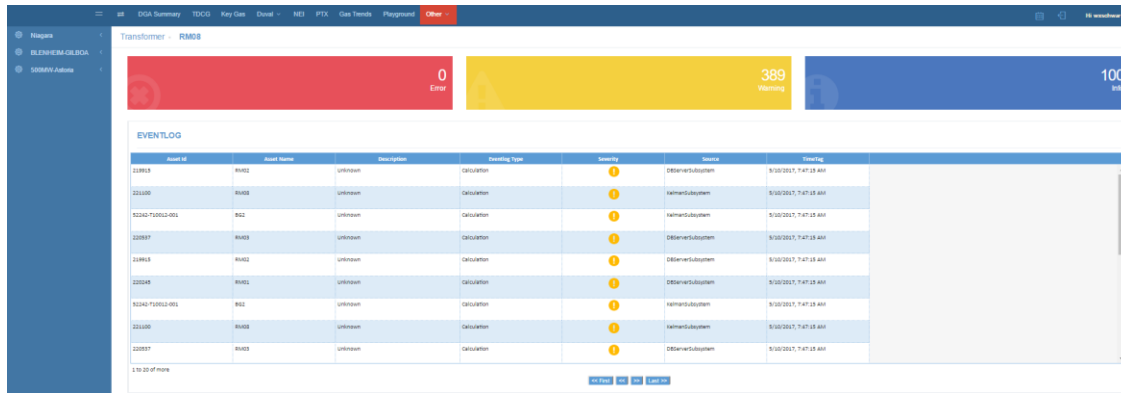 DGA Summary TDCG Key Gas Duval NEI PTX Gas Trends Playground Other
Niagara
BLENHEIM-GILBOA
500MW-Astoria
Transformer - RM08
0
Error
389
Warning
100
Info
EVENTLOG
Asset Id Asset Name Description Eventlog Type Severity Source TimeTag
RM02 Unknown Calculation DBServerSubsystem 5/10/2017, 7:47:15 AM
221100 RM08 Unknown Calculation KelmanSubsystem 5/10/2017, 7:47:15 AM
52242-T10012-001 BG2 Unknown Calculation KelmanSubsystem 5/10/2017, 7:47:15 AM
220537 RM03 Unknown Calculation DBServerSubsystem 5/10/2017, 7:47:15 AM
RM02 Unknown Calculation DBServerSubsystem 5/10/2017, 7:47:15 AM
220245 RM01 Unknown Calculation DBServerSubsystem 5/10/2017, 7:47:15 AM
52242-T10012-001 BG2 Unknown Calculation KelmanSubsystem 5/10/2017, 7:47:15 AM
221100 RM08 Unknown Calculation KelmanSubsystem 5/10/2017, 7:47:15 AM
220537 RM03 Unknown Calculation DBServerSubsystem 5/10/2017, 7:47:15 AM
1 to 20 of more
<< First << >> Last >>